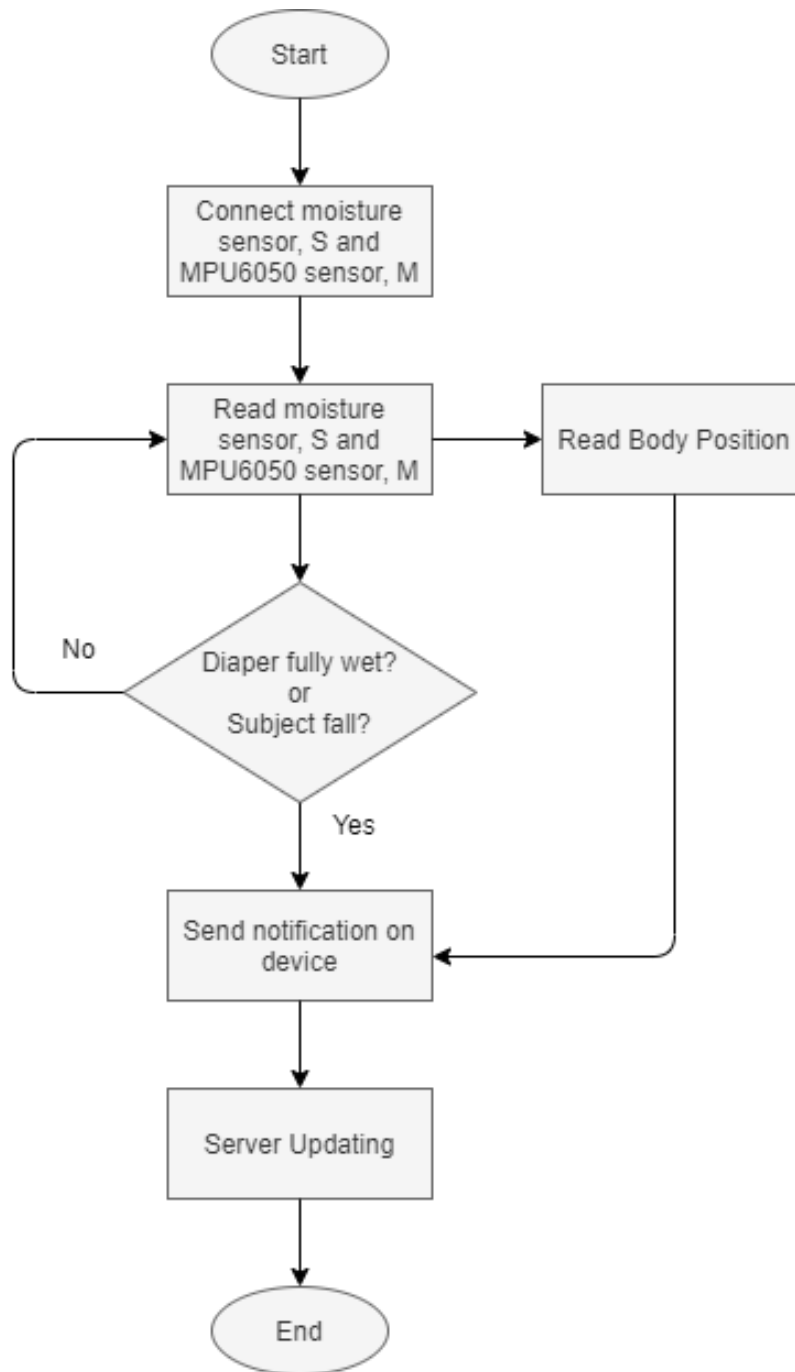 Start
Connect moisture
sensor, S and
MPU6050 sensor, M
Read moisture
sensor, S and
MPU6050 sensor, M
Read Body Position
No
Diaper fully wet?
or
Subject fall?
Yes
Send notification on
device
Server Updating
End